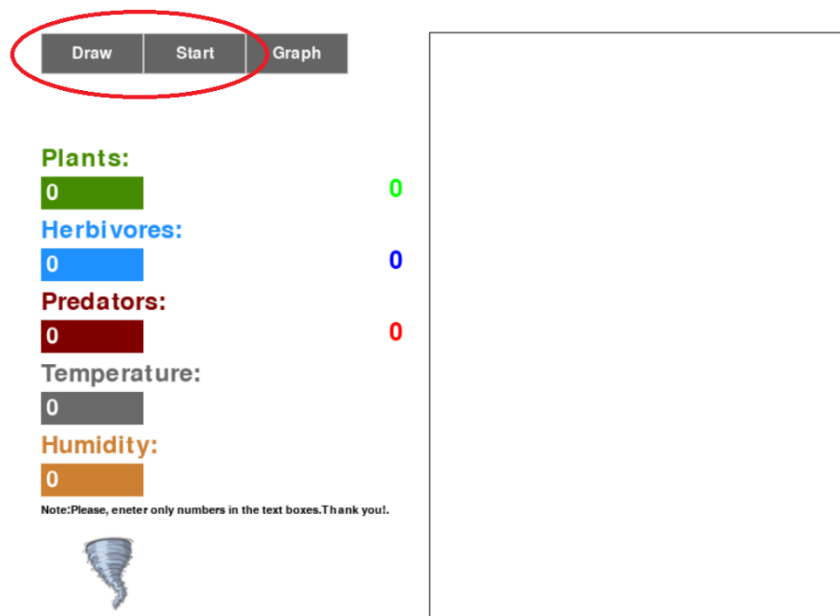 Draw Start Graph
Plants:
0 0
Herbivores:
0 0
Predators:
0 0
Temperature:
0
Humidity:
0
Note:Please, eneter only numbers in the text boxes.Thank you!.